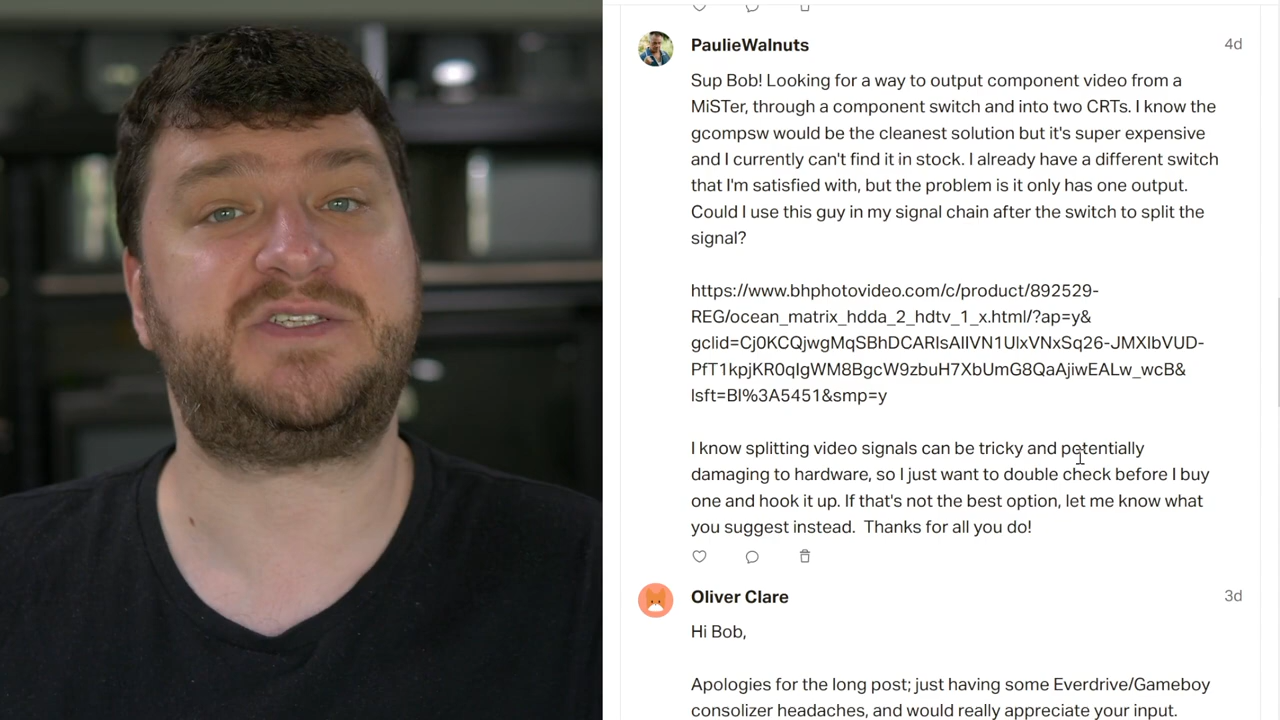 PaulieWalnuts
4d
Sup Bob! Looking for a way to output component video from a
MiSTer, through a component switch and into two CRTs. I know the
gcompsw would be the cleanest solution but it's super expensive
and I currently can't find it in stock. I already have a different switch
that I'm satisfied with, but the problem is it only has one output.
Could I use this guy in my signal chain after the switch to split the
signal?
https://www.bhphotovideo.com/c/product/892529-
REG/ocean_matrix_hdda_2_hdtv_1_x.html/?ap=y&
gclid=Cj0KCQjwgMqSBhDCARIsAIIVN1UlxVNxSq26-JMXIbVUD-
PfT1kpjKR0qIgWM8BgcW9zbuH7XbUmG8QaAjiwEALw_wcB&
lsft=BI%3A5451&smp=y
I know splitting video signals can be tricky and potentially
damaging to hardware, so I just want to double check before I buy
one and hook it up. If that's not the best option, let me know what
you suggest instead.  Thanks for all you do!
Oliver Clare
3d
Hi Bob,
Apologies for the long post; just having some Everdrive/Gameboy
consolizer headaches, and would really appreciate your input.